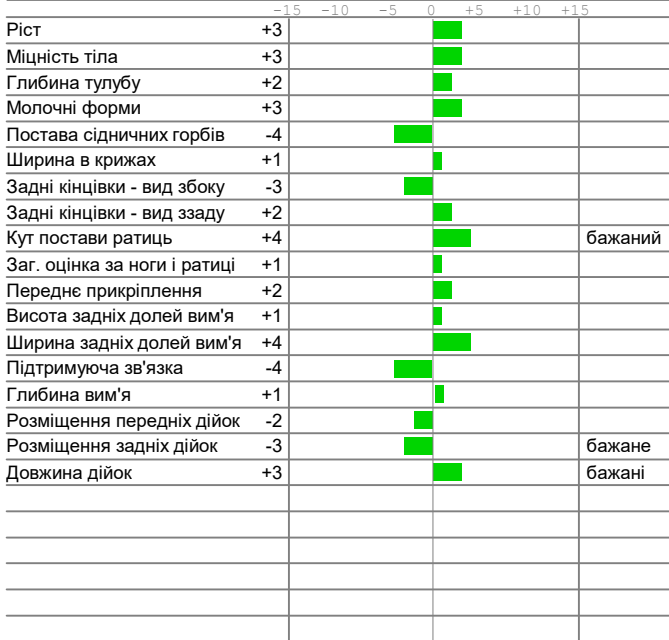 -15 -10 -5 0 +5 +10 +15
Ріст +3
Міцність тіла +3
Глибина тулубу +2
Молочні форми +3
Постава сідничних горбів -4
Ширина в крижах +1
Задні кінцівки - вид збоку -3
Задні кінцівки - вид ззаду +2
Кут постави ратиць +4 бажаний
Заг. оцінка за ноги і ратиці +1
Переднє прикріплення +2
Висота задніх долей вим'я +1
Ширина задніх долей вим'я +4
Підтримуюча зв'язка -4
Глибина вим'я +1
Розміщення передніх дійок -2
Розміщення задніх дійок -3 бажане
Довжина дійок +3 бажані